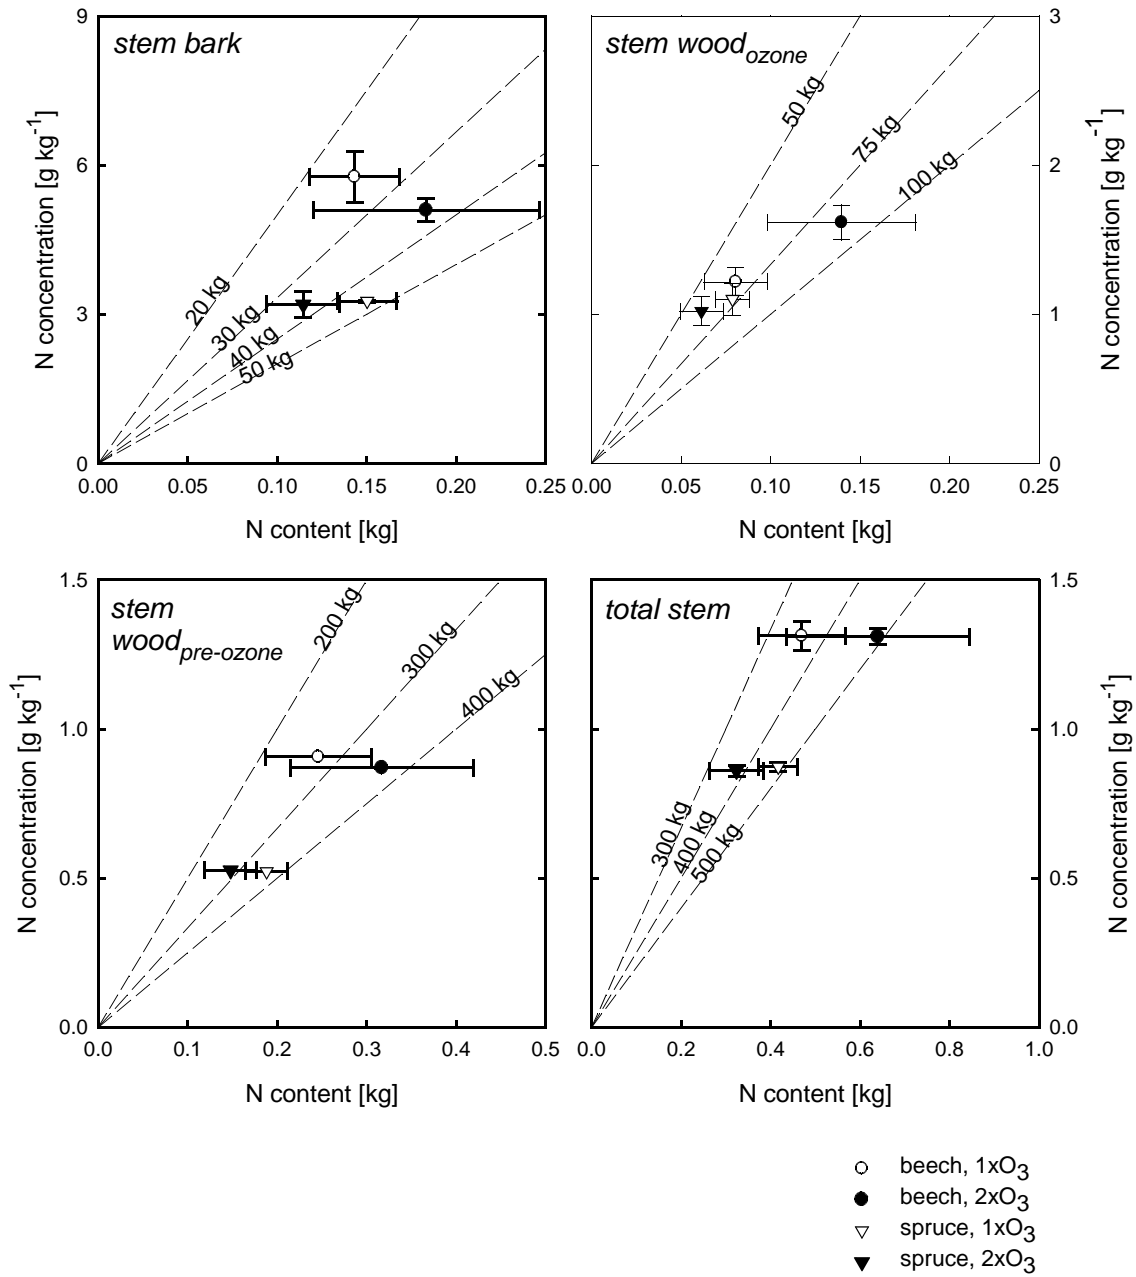 stem bark
9
6
3
0
N concentration [g kg-1]
20 kg
30 kg
40 kg
50 kg
0.00
0.05
0.10
0.15
0.20
0.25
N content [kg]
stem woodozone
3
2
1
0
N concentration [g kg-1]
50 kg
75 kg
100 kg
0.00
0.05
0.10
0.15
0.20
0.25
N content [kg]
stem
woodpre-ozone
1.5
1.0
0.5
0.0
N concentration [g kg-1]
200 kg
300 kg
400 kg
0.0
0.1
0.2
0.3
0.4
0.5
N content [kg]
total stem
1.5
1.0
0.5
0.0
N concentration [g kg-1]
300 kg
400 kg
500 kg
0.0
0.2
0.4
0.6
0.8
1.0
N content [kg]
beech, 1xO3
beech, 2xO3
spruce, 1xO3
spruce, 2xO3